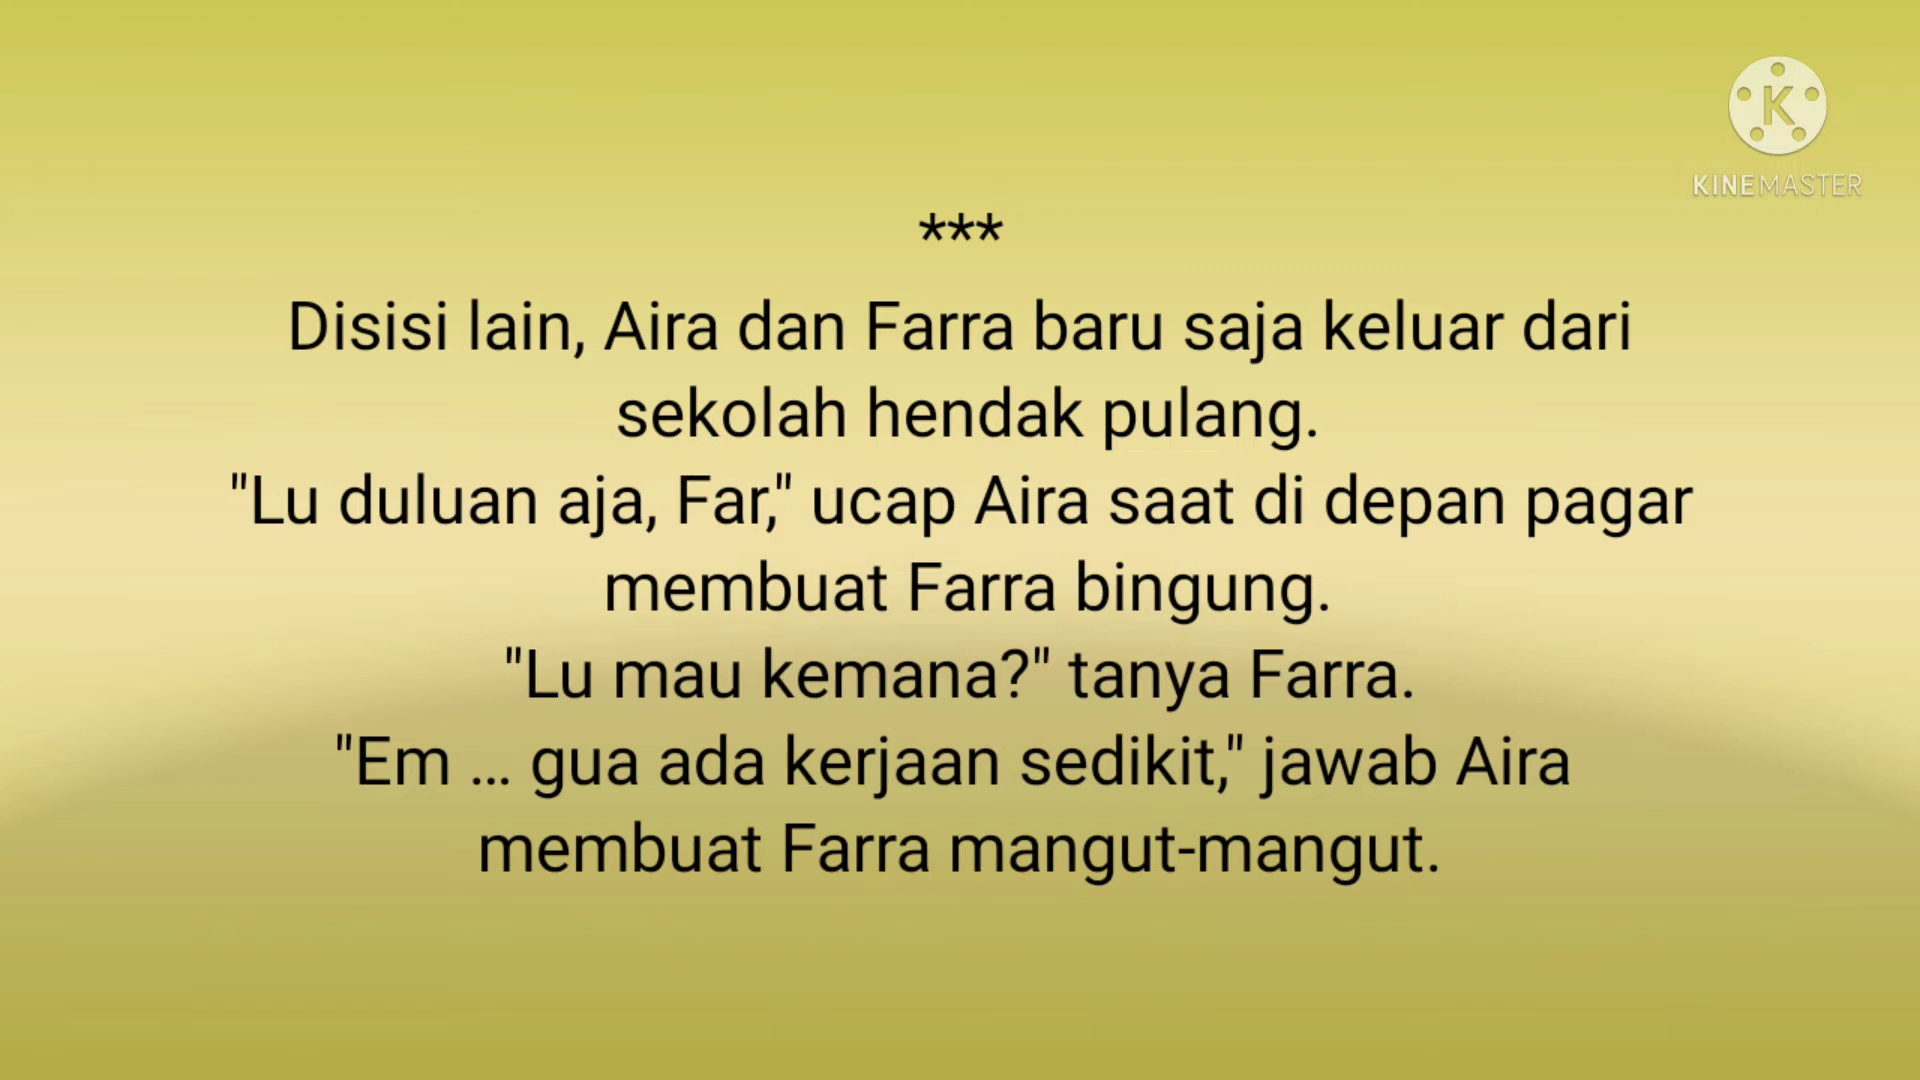 KINEMASTER
***
Disisi lain, Aira dan Farra baru saja keluar dari
sekolah hendak pulang.
"Lu duluan aja, Far," ucap Aira saat di depan pagar
membuat Farra bingung.
"Lu mau kemana?" tanya Farra.
"Em ... gua ada kerjaan sedikit," jawab Aira
membuat Farra mangut-mangut.